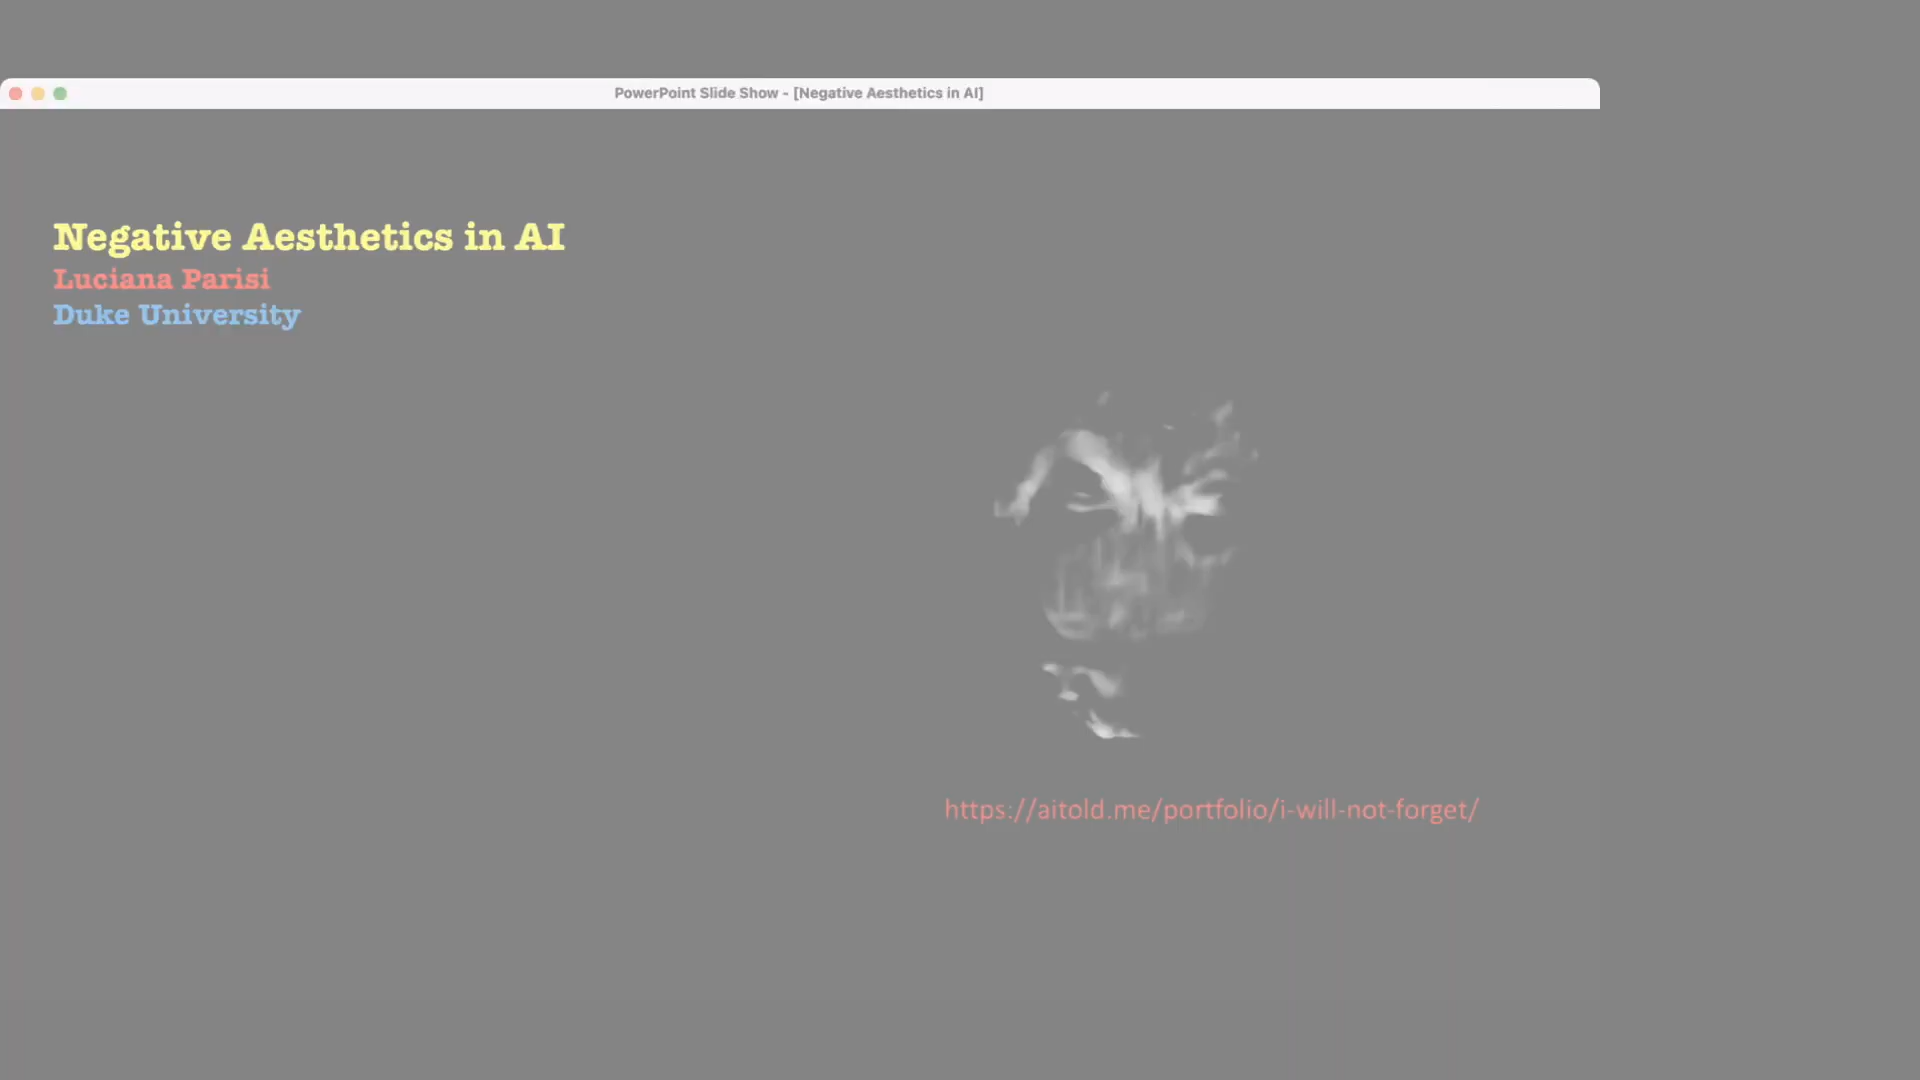 PowerPoint Slide Show - [Negative Aesthetics in AI]
Negative Aesthetics in AI
Luciana Parisi
Duke University
https://aitold.me/portfolio/i-will-not-forget/